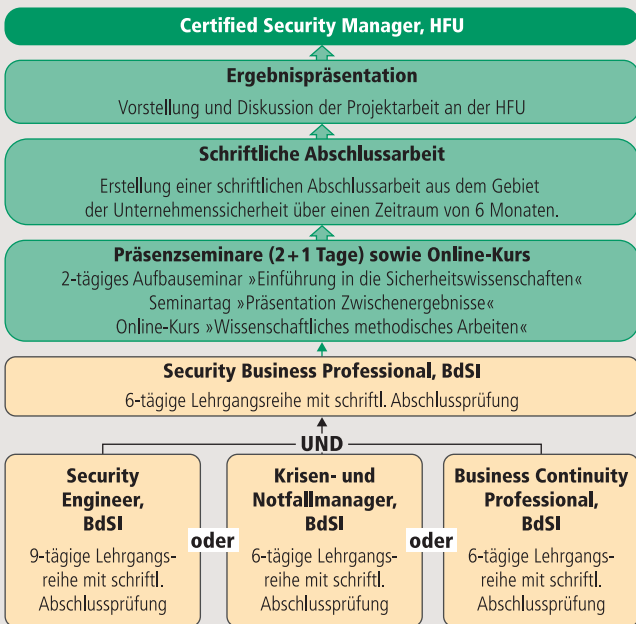 Certified Security Manager, HFU
Ergebnispräsentation
Vorstellung und Diskussion der Projektarbeit an der HFU
Schriftliche Abschlussarbeit
Erstellung einer schriftlichen Abschlussarbeit aus dem Gebiet
der Unternehmenssicherheit über einen Zeitraum von 6 Monaten.
Präsenzseminare (2+1 Tage) sowie Online-Kurs
2-tägiges Aufbauseminar »Einführung in die Sicherheitswissenschaften«
Seminartag »Präsentation Zwischenergebnisse«
Online-Kurs »Wissenschaftliches methodisches Arbeiten«
Security Business Professional, BdSI
6-tägige Lehrgangsreihe mit schriftl. Abschlussprüfung
UND
Security
Engineer,
BdSI
9-tägige Lehrgangs-
reihe mit schriftl.
Abschlussprüfung
oder
Krisen- und
Notfallmanager,
BdSI
6-tägige Lehrgangs-
reihe mit schriftl.
Abschlussprüfung
oder
Business Continuity
Professional,
BdSI
6-tägige Lehrgangs-
reihe mit schriftl.
Abschlussprüfung